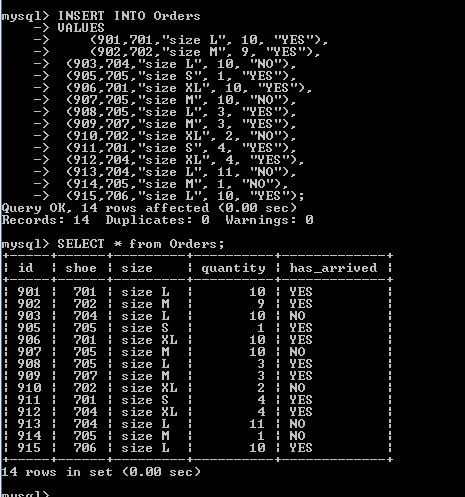 mysql> INSERT INTO Orders
    -> VALUES
    ->     (901,701,"size L", 10, "YES"),
    ->     (902,702,"size M", 9, "YES"),
    ->  (903,704,"size L", 10, "NO"),
    ->  (905,705,"size S", 1, "YES"),
    ->  (906,701,"size XL", 10, "YES"),
    ->  (907,705,"size M", 10, "NO"),
    ->  (908,705,"size L", 3, "YES"),
    ->  (909,707,"size M", 3, "YES"),
    ->  (910,702,"size XL", 2, "NO"),
    ->  (911,701,"size S", 4, "YES"),
    ->  (912,704,"size XL", 4, "YES"),
    ->  (913,704,"size L", 11, "NO"),
    ->  (914,705,"size M", 1, "NO"),
    ->  (915,706,"size L", 10, "YES");
Query OK, 14 rows affected (0.00 sec)
Records: 14  Duplicates: 0  Warnings: 0
mysql> SELECT * from Orders;
+-----+------+---------+----------+-------------+
| id  | shoe | size    | quantity | has_arrived |
+-----+------+---------+----------+-------------+
| 901 |  701 | size L  |       10 | YES         |
| 902 |  702 | size M  |        9 | YES         |
| 903 |  704 | size L  |       10 | NO          |
| 905 |  705 | size S  |        1 | YES         |
| 906 |  701 | size XL |       10 | YES         |
| 907 |  705 | size M  |       10 | NO          |
| 908 |  705 | size L  |        3 | YES         |
| 909 |  707 | size M  |        3 | YES         |
| 910 |  702 | size XL |        2 | NO          |
| 911 |  701 | size S  |        4 | YES         |
| 912 |  704 | size XL |        4 | YES         |
| 913 |  704 | size L  |       11 | NO          |
| 914 |  705 | size M  |        1 | NO          |
| 915 |  706 | size L  |       10 | YES         |
+-----+------+---------+----------+-------------+
14 rows in set (0.00 sec)
mysql>